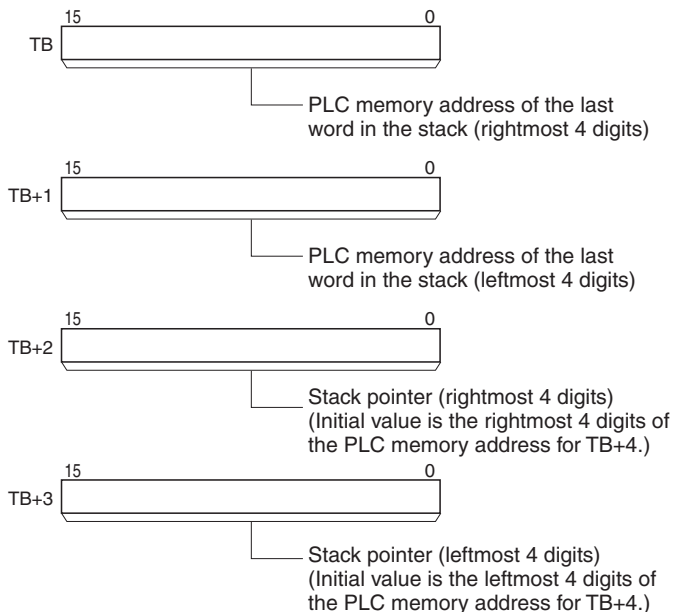 15 0
TB
PLC memory address of the last
word in the stack (rightmost 4 digits)
15 0
TB+1
PLC memory address of the last
word in the stack (leftmost 4 digits)
15 0
TB+2
Stack pointer (rightmost 4 digits)
(Initial value is the rightmost 4 digits of
the PLC memory address for TB+4.)
15 0
TB+3
Stack pointer (leftmost 4 digits)
(Initial value is the leftmost 4 digits of
the PLC memory address for TB+4.)